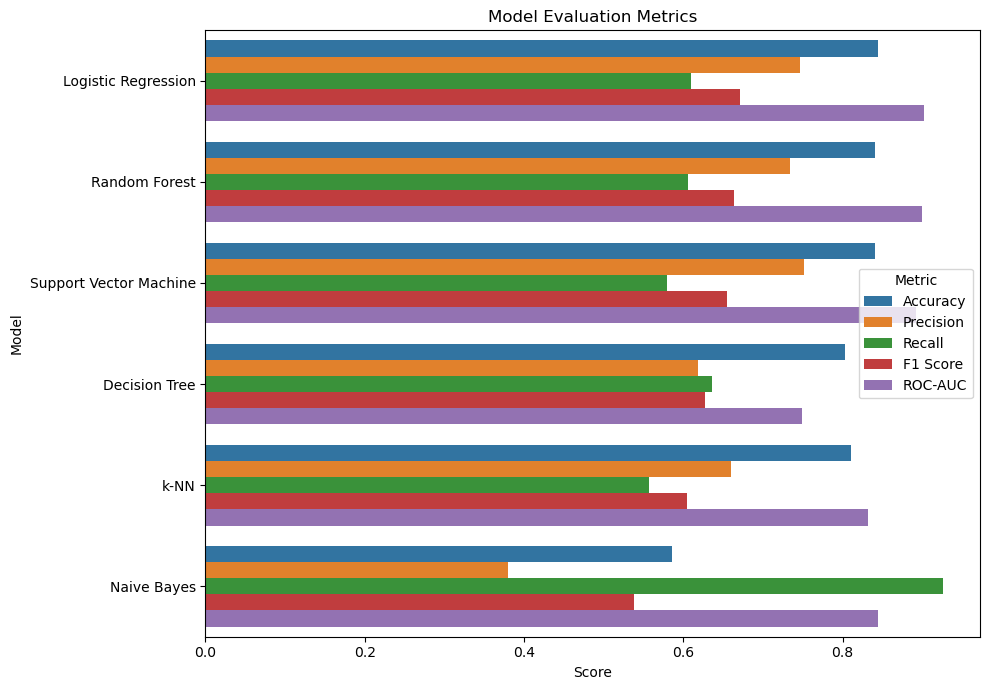 Model Evaluation Metrics
Model
Logistic Regression
Random Forest
Support Vector Machine
Decision Tree
k-NN
Naive Bayes
Metric
Accuracy
Precision
Recall
F1 Score
ROC-AUC
0.0 0.2 0.4 0.6 0.8
Score